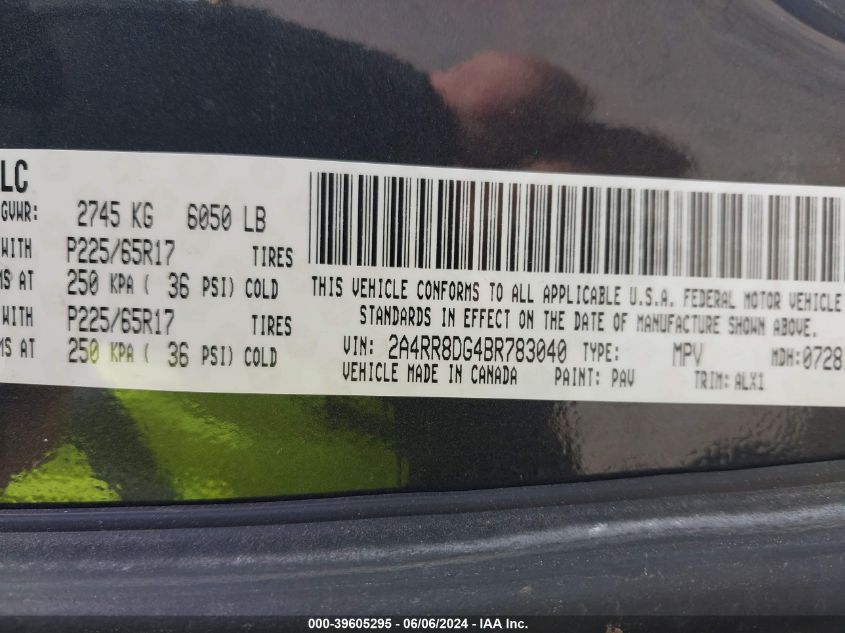 LC
GVWR: 2745 KG 6050 LB
WITH P225/65R17 TIRES
MS AT 250 KPA ( 36 PSI) COLD
WITH P225/65R17 TIRES
MS AT 250 KPA ( 36 PSI) COLD
THIS VEHICLE CONFORMS TO ALL APPLICABLE U.S.A. FEDERAL MOTOR VEHICLE
STANDARDS IN EFFECT ON THE DATE OF MANUFACTURE SHOWN ABOVE.
VIN: 2A4RR8DG4BR783040 TYPE: MPV MDH:0728
VEHICLE MADE IN CANADA PAINT: PAV TRIM: ALX1
000-39605295 - 06/06/2024 - IAA Inc.